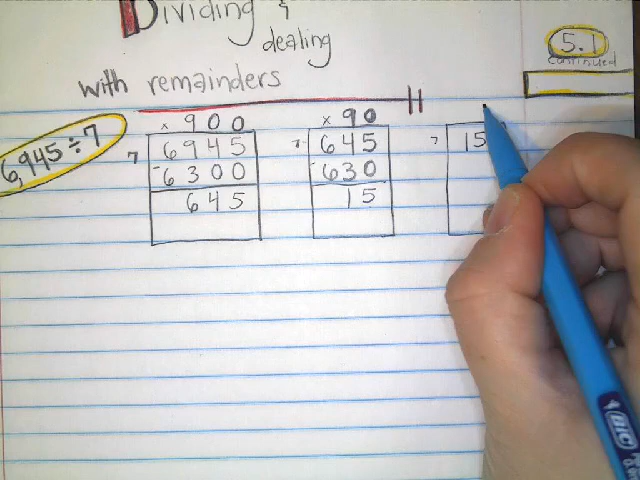 Dividing &
dealing
with remainders
5.1
continued
6,945 ÷ 7
x 900
7 6945
-6300
645
x 90
7 645
-630
15
7 15
BIC